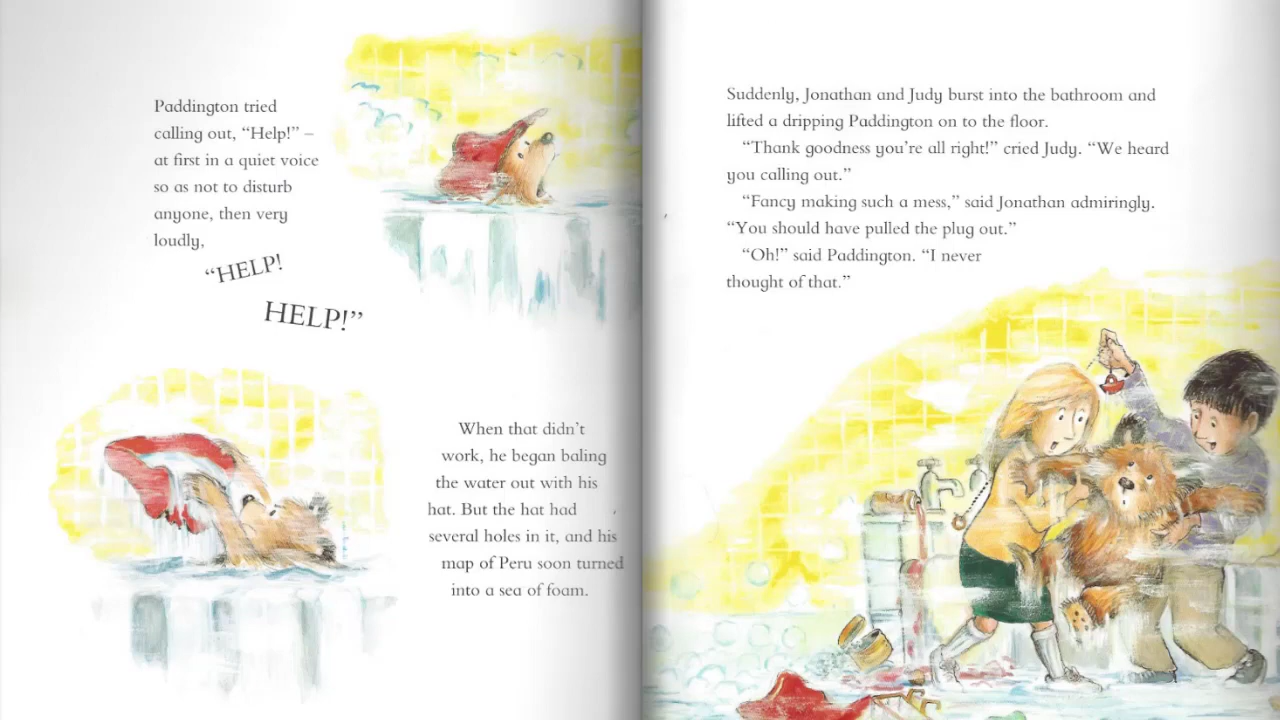 Paddington tried
calling out, “Help!” –
at first in a quiet voice
so as not to disturb
anyone, then very
loudly,
“HELP!
HELP!”
When that didn’t
work, he began baling
the water out with his
hat. But the hat had
several holes in it, and his
map of Peru soon turned
into a sea of foam.
Suddenly, Jonathan and Judy burst into the bathroom and
lifted a dripping Paddington on to the floor.
“Thank goodness you’re all right!” cried Judy. “We heard
you calling out.”
“Fancy making such a mess,” said Jonathan admiringly.
“You should have pulled the plug out.”
“Oh!” said Paddington. “I never
thought of that.”